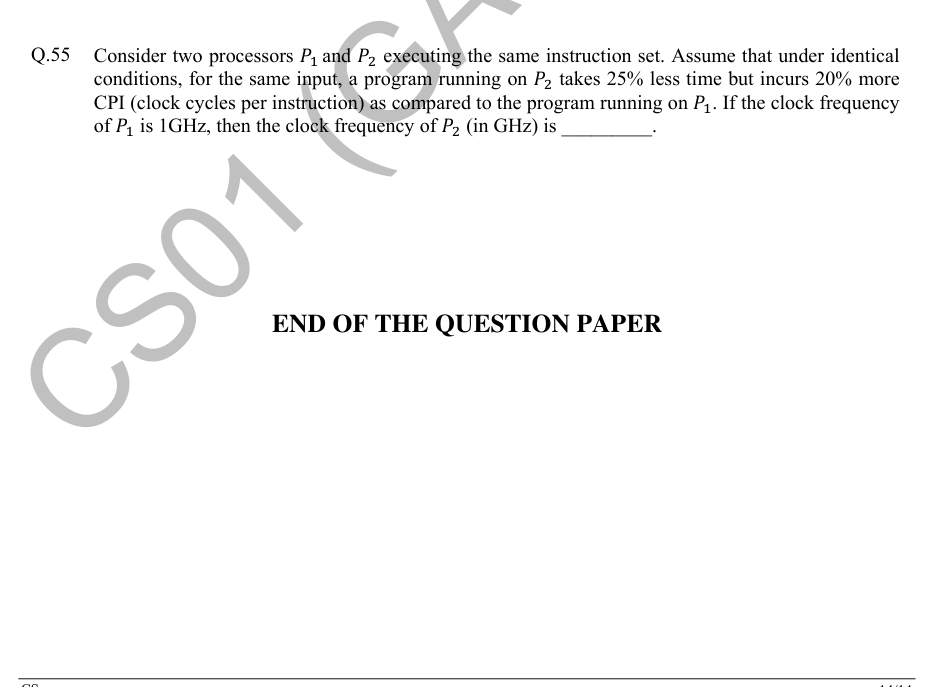 Q.55 Consider two processors P₁ and P₂ executing the same instruction set. Assume that under identical
conditions, for the same input, a program running on P₂ takes 25% less time but incurs 20% more
CPI (clock cycles per instruction) as compared to the program running on P₁. If the clock frequency
of P₁ is 1GHz, then the clock frequency of P₂ (in GHz) is _________.
CS01 (GA
END OF THE QUESTION PAPER